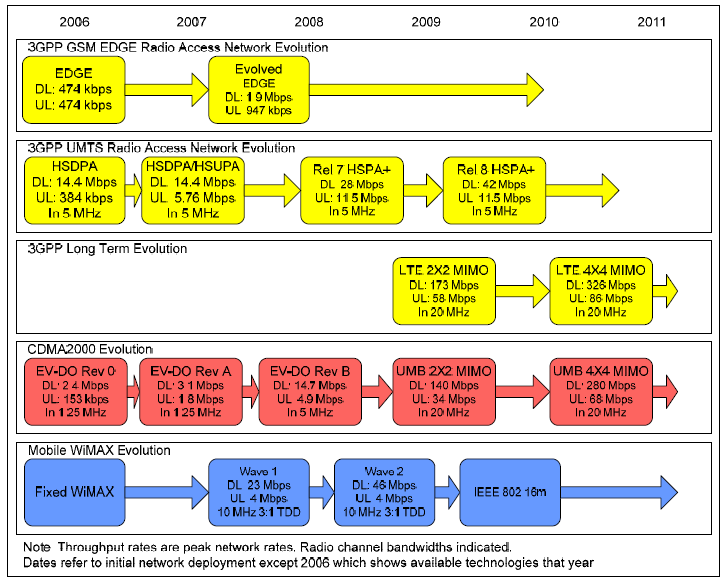 2006 2007 2008 2009 2010 2011
3GPP GSM EDGE Radio Access Network Evolution
EDGE
DL: 474 kbps
UL: 474 kbps
Evolved
EDGE
DL: 1 9 Mbps
UL 947 kbps
3GPP UMTS Radio Access Network Evolution
HSDPA
DL: 14.4 Mbps
UL: 384 kbps
In 5 MHz
HSDPA/HSUPA
DL: 14.4 Mbps
UL 5.76 Mbps
In 5 MHz
Rel 7 HSPA+
DL 28 Mbps
UL: 11 5 Mbps
In 5 MHz
Rel 8 HSPA+
DL: 42 Mbps
UL: 11.5 Mbps
In 5 MHz
3GPP Long Term Evolution
LTE 2X2 MIMO
DL: 173 Mbps
UL: 58 Mbps
In 20 MHz
LTE 4X4 MIMO
DL: 326 Mbps
UL: 86 Mbps
In 20 MHz
CDMA2000 Evolution
EV-DO Rev 0
DL: 2 4 Mbps
UL: 153 kbps
In 1 25 MHz
EV-DO Rev A
DL: 3 1 Mbps
UL: 1 8 Mbps
In 1 25 MHz
EV-DO Rev B
DL: 14.7 Mbps
UL 4.9 Mbps
In 5 MHz
UMB 2X2 MIMO
DL: 140 Mbps
UL: 34 Mbps
In 20 MHz
UMB 4X4 MIMO
DL: 280 Mbps
UL: 68 Mbps
In 20 MHz
Mobile WiMAX Evolution
Fixed WiMAX
Wave 1
DL 23 Mbps
UL 4 Mbps
10 MHz 3:1 TDD
Wave 2
DL: 46 Mbps
UL: 4 Mbps
10 MHz 3:1 TDD
IEEE 802 16m
Note Throughput rates are peak network rates. Radio channel bandwidths indicated.
Dates refer to initial network deployment except 2006 which shows available technologies that year